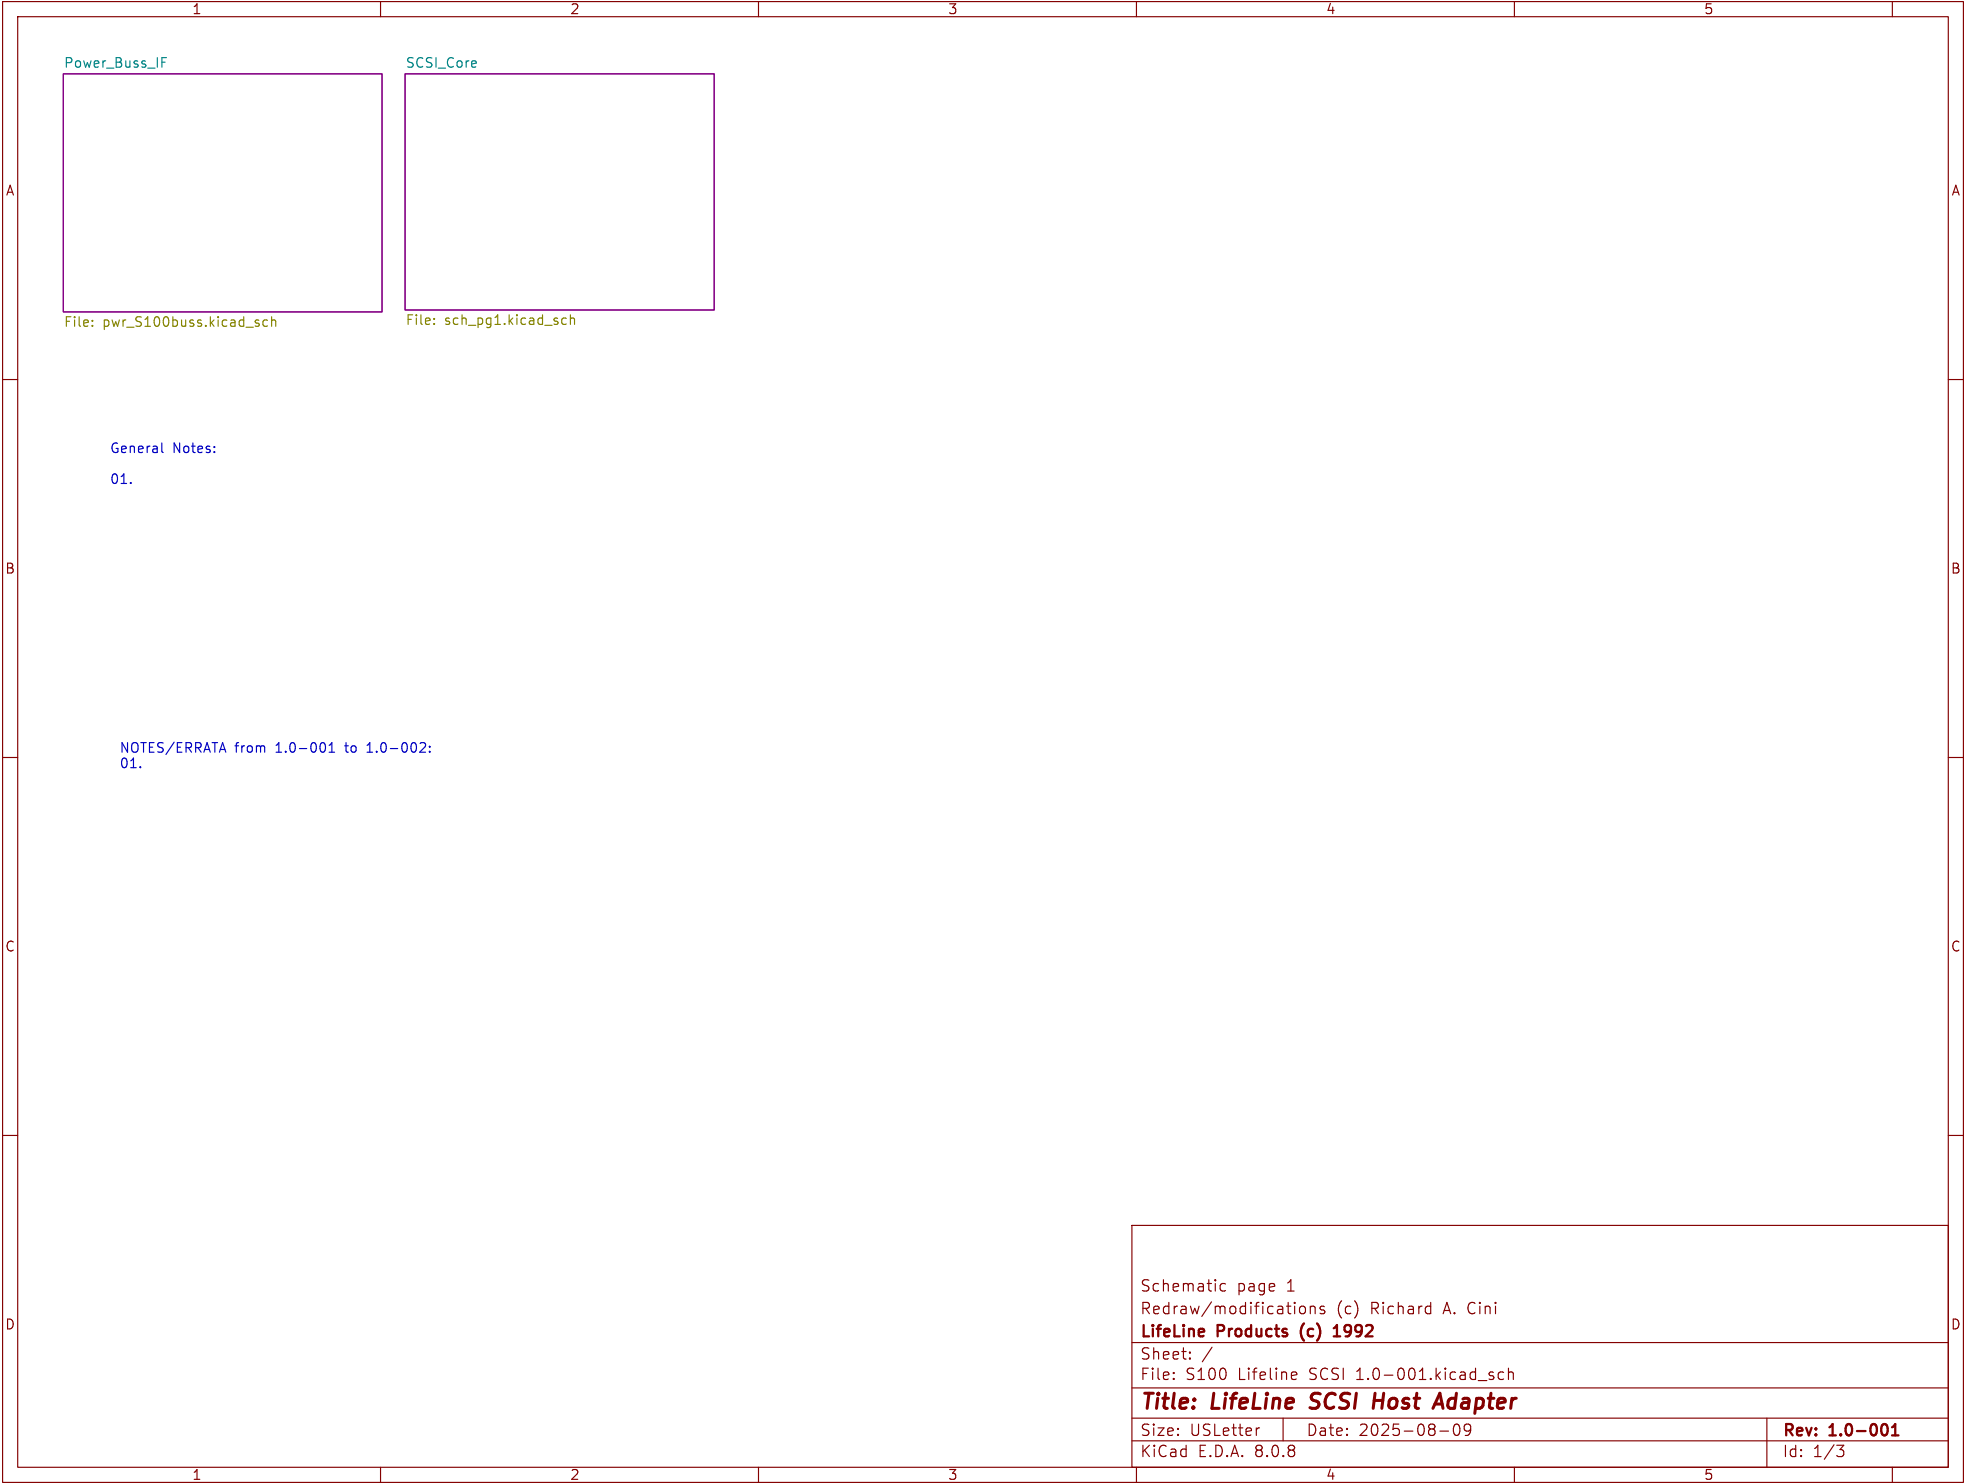 1 2 3 4 5
Power_Buss_IF SCSI_Core
A A
File: pwr_S100buss.kicad_sch File: sch_pg1.kicad_sch
General Notes:
01.
B B
NOTES/ERRATA from 1.0-001 to 1.0-002:
01.
C C
Schematic page 1
Redraw/modifications (c) Richard A. Cini
D D
LifeLine Products (c) 1992
Sheet: /
File: S100 Lifeline SCSI 1.0-001.kicad_sch
Title: LifeLine SCSI Host Adapter
Size: USLetter Date: 2025-08-09 Rev: 1.0-001
KiCad E.D.A. 8.0.8 Id: 1/3
1 2 3 4 5